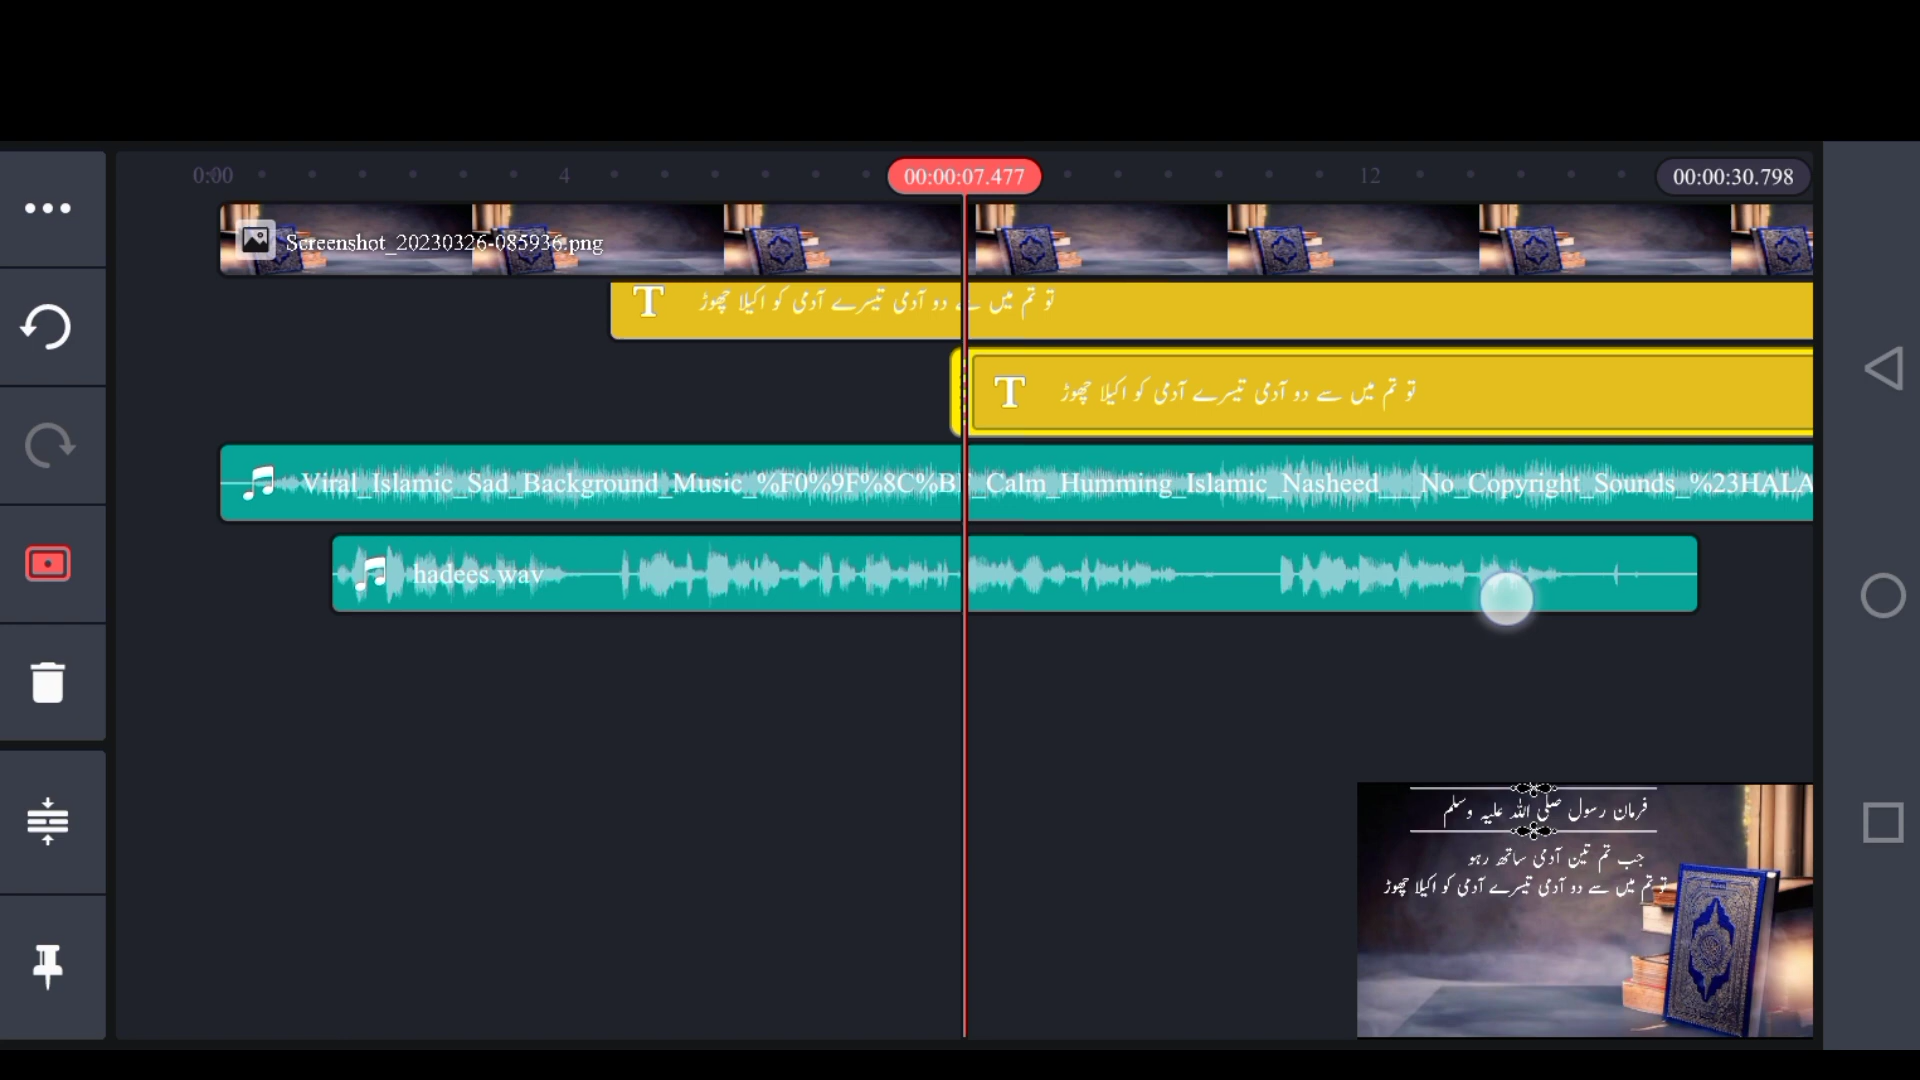 0:00
4
00:00:07.477
12
00:00:30.798
Screenshot_20230326-085936.png
تو تم میں سے دو آدمی تیسرے آدمی کو اکیلا چھوڑ
تو تم میں سے دو آدمی تیسرے آدمی کو اکیلا چھوڑ
Viral_Islamic_Sad_Background_Music_%F0%9F%8C%BF_Calm_Humming_Islamic_Nasheed___No_Copyright_Sounds_%23HALA
hadees.wav
فرمان رسول صلی اللہ علیہ وسلم
جب تم تین آدمی ساتھ رہو
تو تم میں سے دو آدمی تیسرے آدمی کو اکیلا چھوڑ